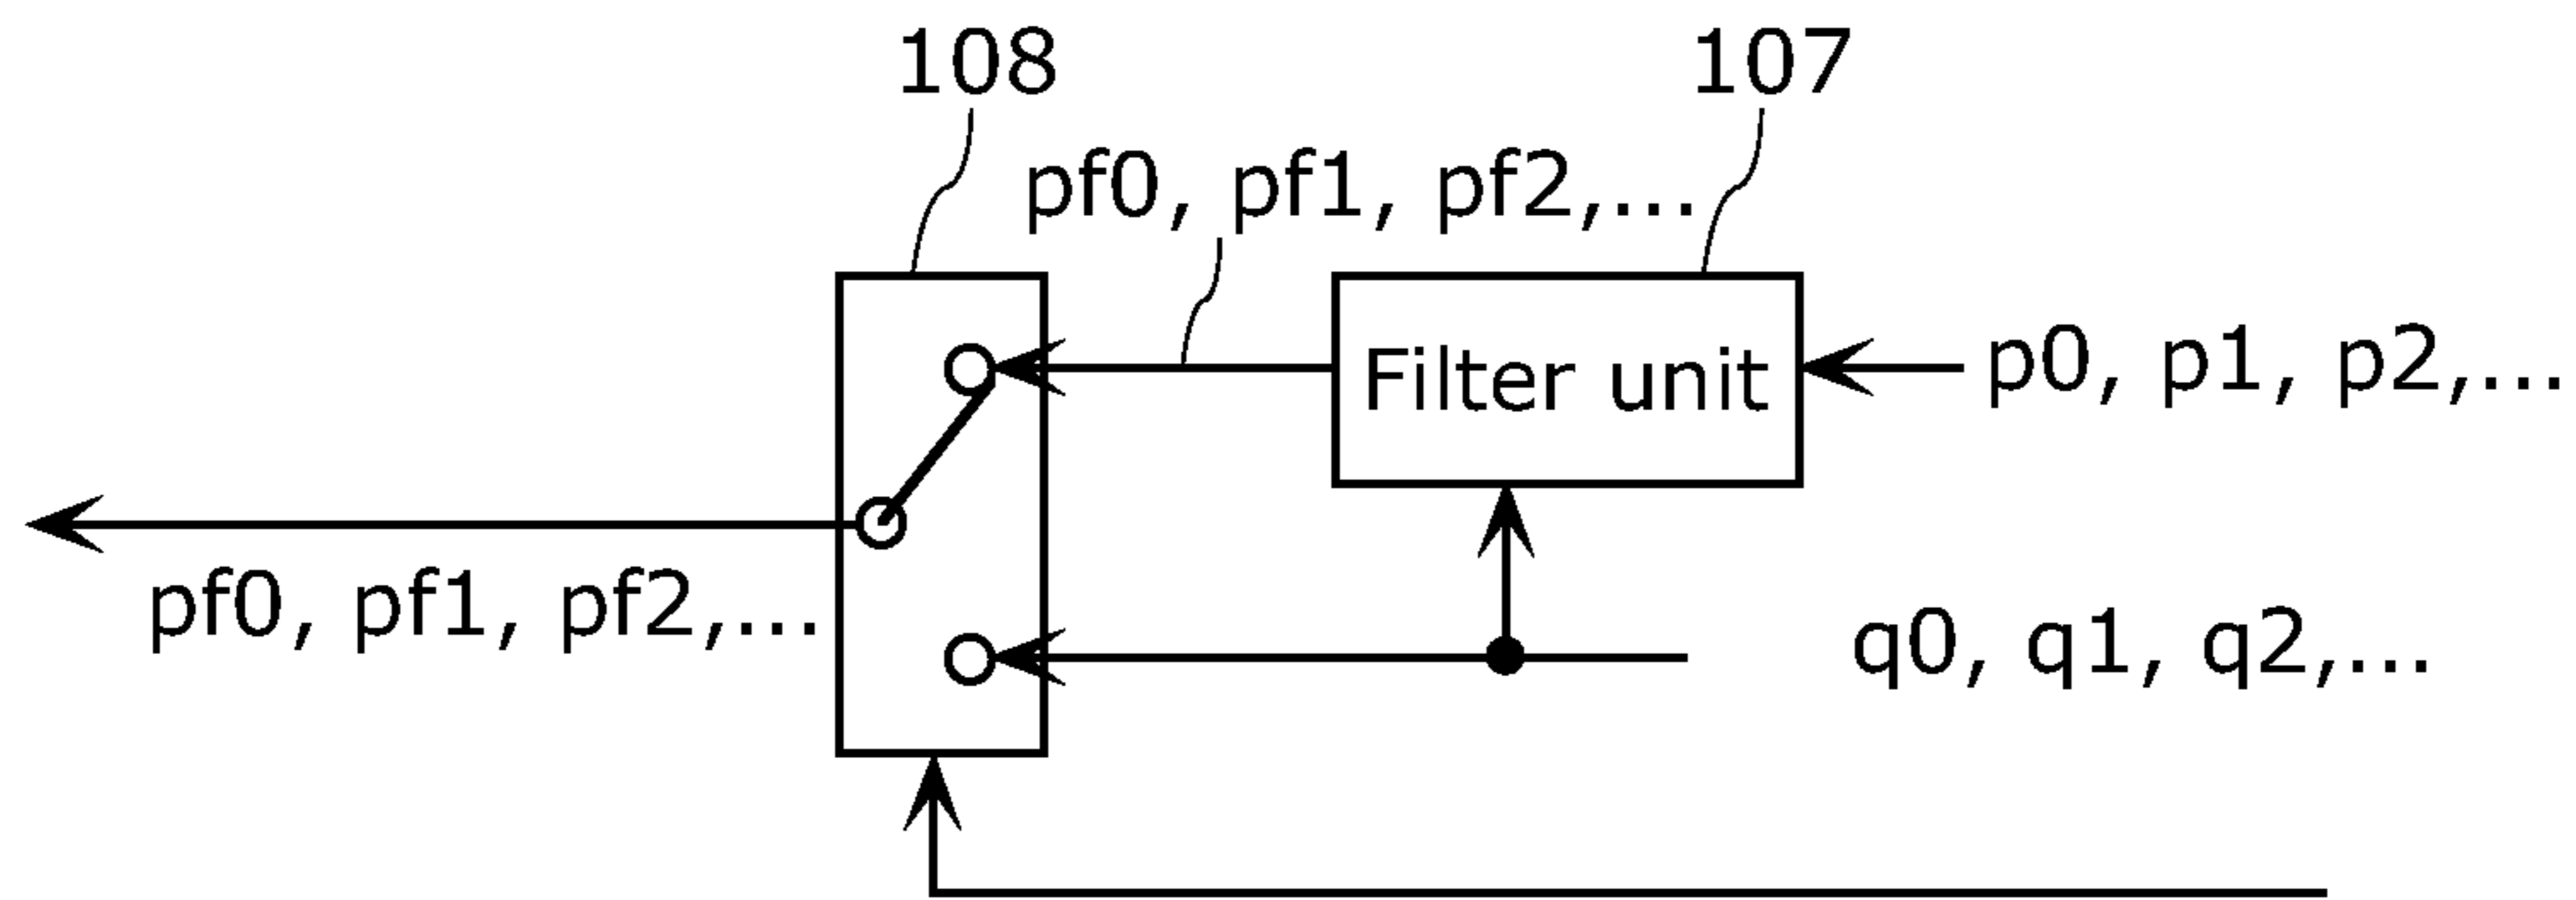 108
107
pf0, pf1, pf2,...
Filter unit
p0, p1, p2,...
pf0, pf1, pf2,...
q0, q1, q2,...